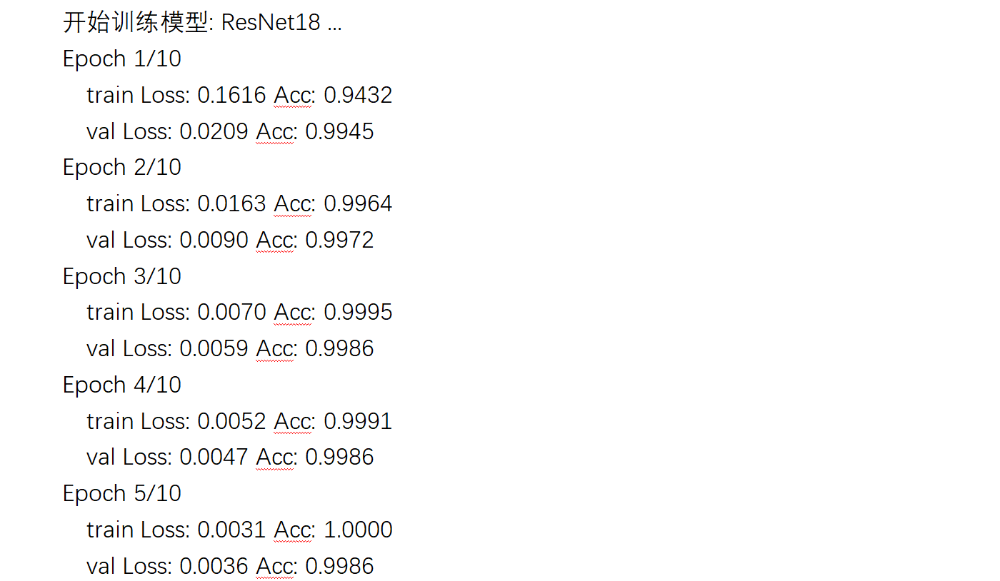 开始训练模型: ResNet18 ...
Epoch 1/10
train Loss: 0.1616 Acc: 0.9432
val Loss: 0.0209 Acc: 0.9945
Epoch 2/10
train Loss: 0.0163 Acc: 0.9964
val Loss: 0.0090 Acc: 0.9972
Epoch 3/10
train Loss: 0.0070 Acc: 0.9995
val Loss: 0.0059 Acc: 0.9986
Epoch 4/10
train Loss: 0.0052 Acc: 0.9991
val Loss: 0.0047 Acc: 0.9986
Epoch 5/10
train Loss: 0.0031 Acc: 1.0000
val Loss: 0.0036 Acc: 0.9986